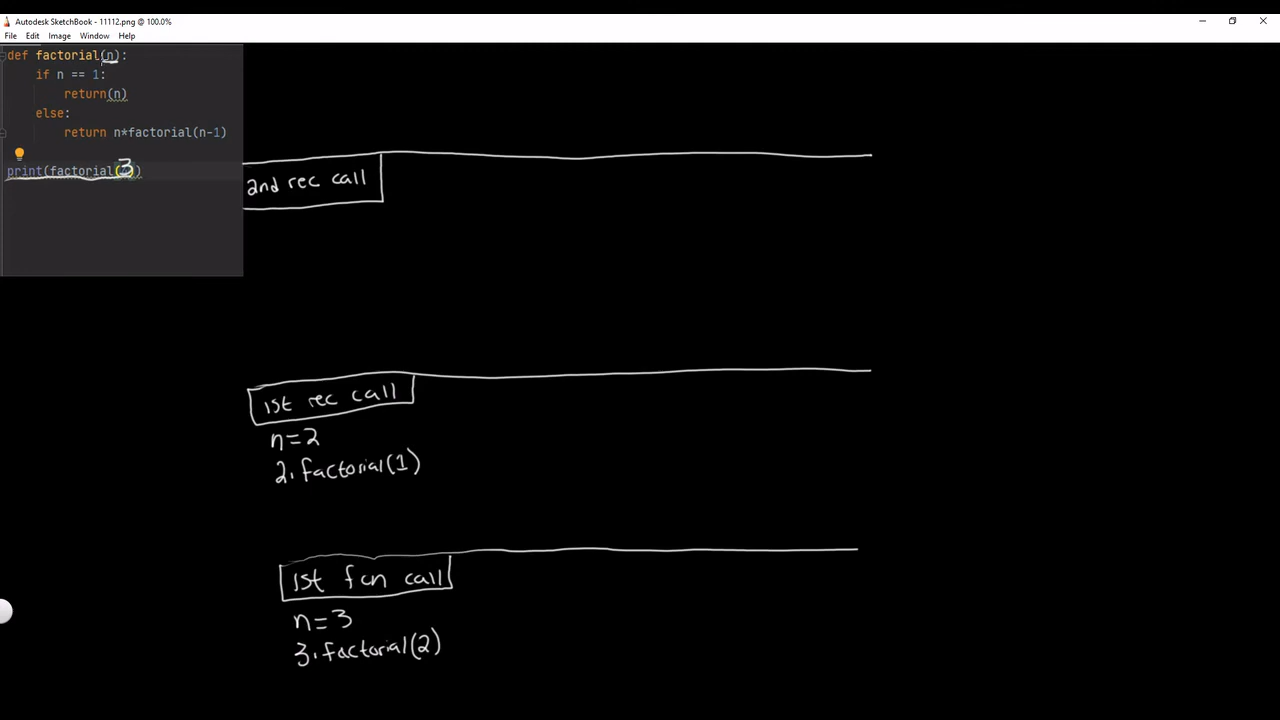 Autodesk SketchBook - 11112.png @ 100.0%
File Edit Image Window Help
def factorial(n):
if n == 1:
return(n)
else:
return n*factorial(n-1)
print(factorial(3))
2nd rec call
1st rec call
n=2
2.factorial(1)
1st fcn call
n=3
3.factorial(2)